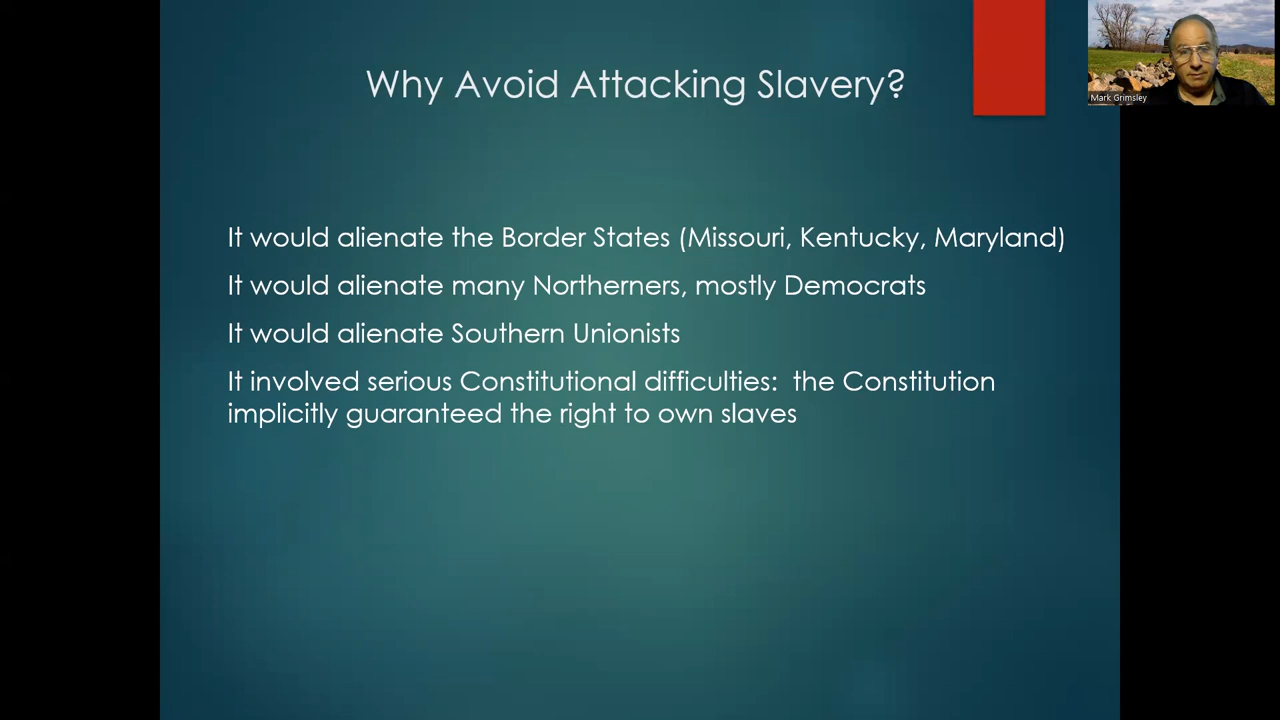 Why Avoid Attacking Slavery?
Mark Grimsley
It would alienate the Border States (Missouri, Kentucky, Maryland)
It would alienate many Northerners, mostly Democrats
It would alienate Southern Unionists
It involved serious Constitutional difficulties:  the Constitution
implicitly guaranteed the right to own slaves